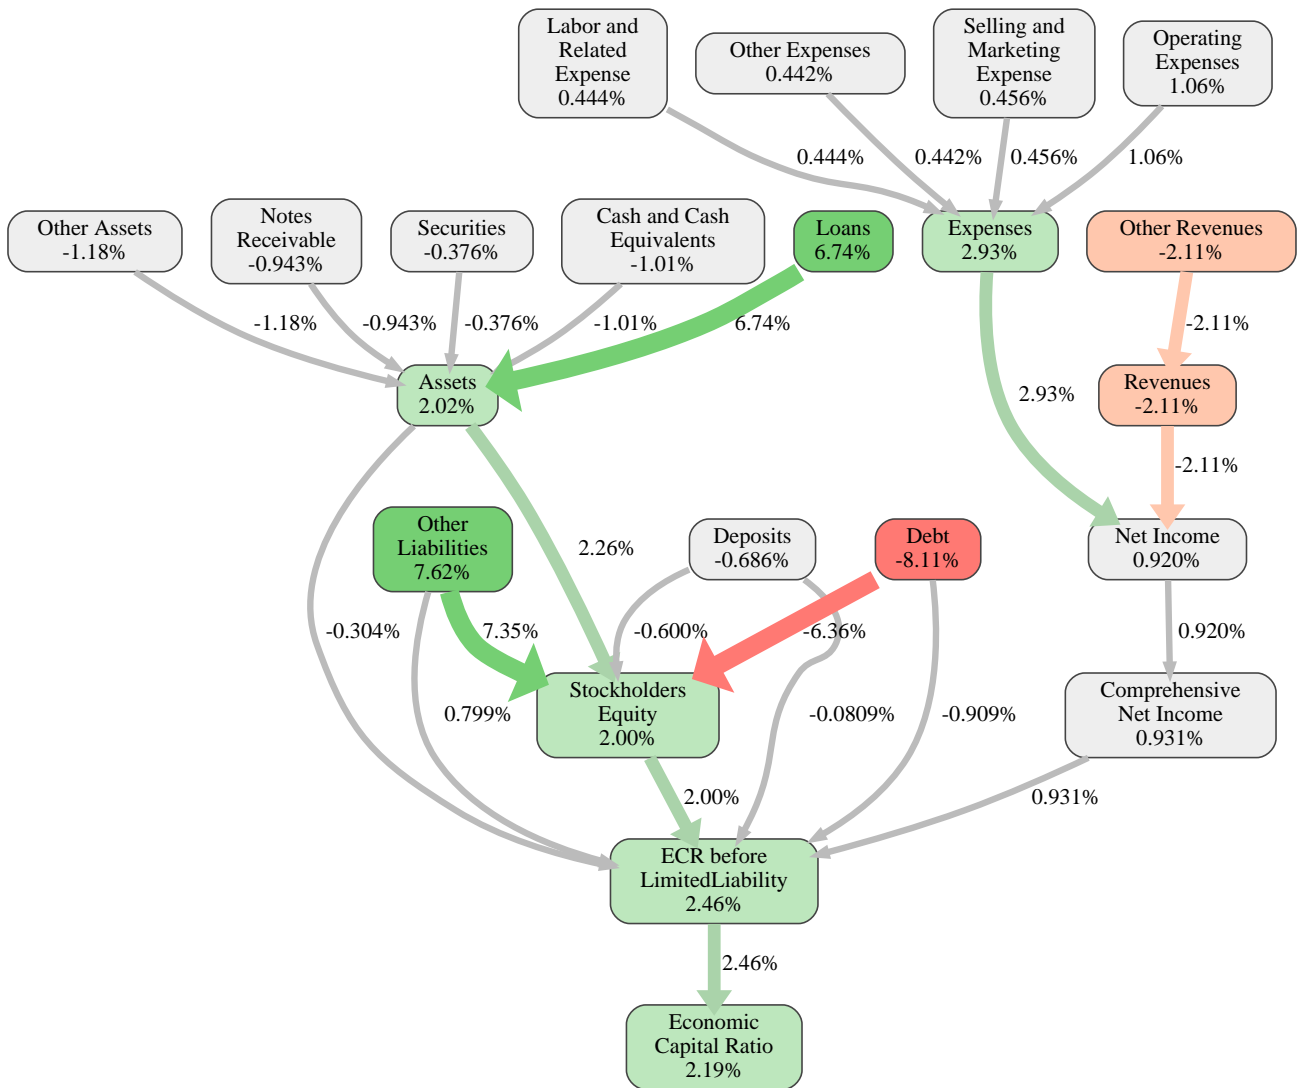 Labor and
Related
Expense
0.444%
Other Expenses
0.442%
Selling and
Marketing
Expense
0.456%
Operating
Expenses
1.06%
0.444%
0.442%
0.456%
1.06%
Other Assets
-1.18%
Notes
Receivable
-0.943%
Securities
-0.376%
Cash and Cash
Equivalents
-1.01%
Loans
6.74%
Expenses
2.93%
Other Revenues
-2.11%
-1.18%
-0.943%
-0.376%
-1.01%
6.74%
-2.11%
Assets
2.02%
2.93%
Revenues
-2.11%
-2.11%
Other
Liabilities
7.62%
2.26%
Deposits
-0.686%
Debt
-8.11%
Net Income
0.920%
-0.304%
7.35%
-0.600%
-6.36%
0.920%
0.799%
Stockholders
Equity
2.00%
-0.0809%
-0.909%
Comprehensive
Net Income
0.931%
2.00%
0.931%
ECR before
LimitedLiability
2.46%
2.46%
Economic
Capital Ratio
2.19%